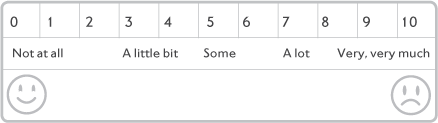 0 1 2 3 4 5 6 7 8 9 10
Not at all A little bit Some A lot Very, very much